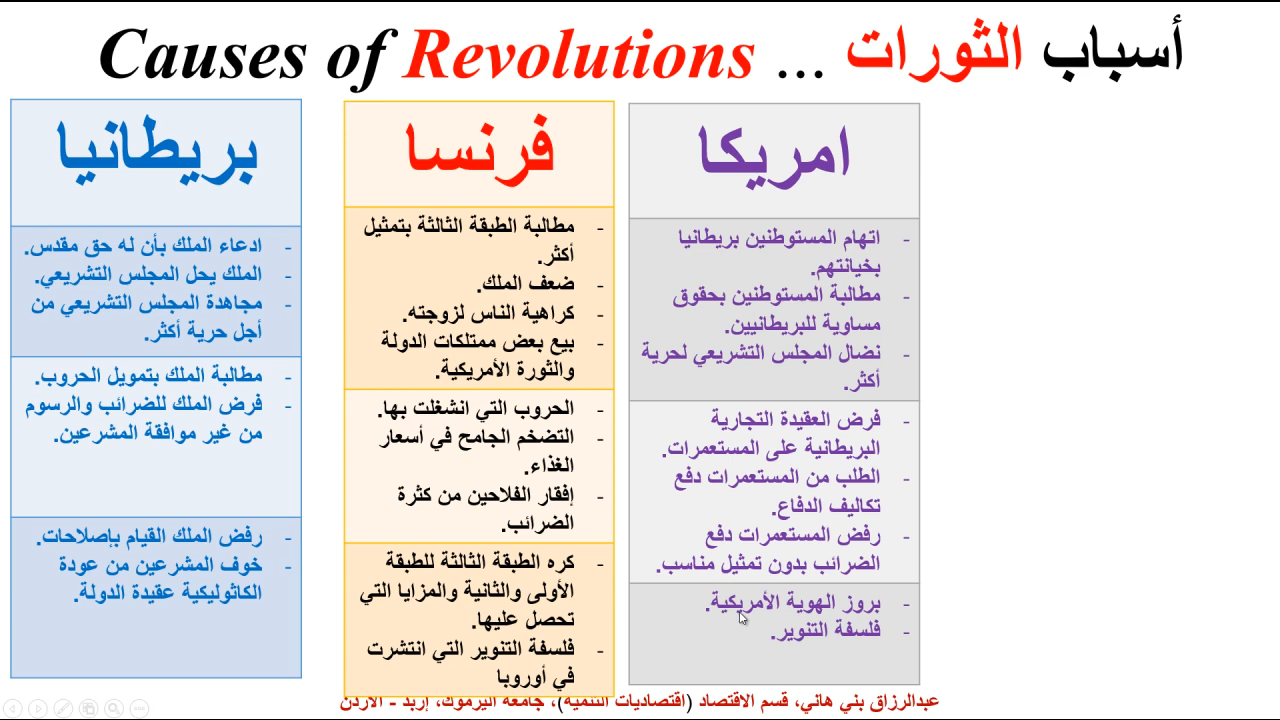 أسباب الثورات ... Causes of Revolutions
امريكا
- اتهام المستوطنين بريطانيا
بخيانتهم.
- مطالبة المستوطنين بحقوق
مساوية للبريطانيين.
- نضال المجلس التشريعي لحرية
أكثر.
- فرض العقيدة التجارية
البريطانية على المستعمرات.
- الطلب من المستعمرات دفع
تكاليف الدفاع.
- رفض المستعمرات دفع
الضرائب بدون تمثيل مناسب.
- بروز الهوية الأمريكية.
- فلسفة التنوير.
فرنسا
- مطالبة الطبقة الثالثة بتمثيل
أكثر.
- ضعف الملك.
- كراهية الناس لزوجته.
- بيع بعض ممتلكات الدولة
والثورة الأمريكية.
- الحروب التي انشغلت بها.
- التضخم الجامح في أسعار
الغذاء.
- إفقار الفلاحين من كثرة
الضرائب.
- كره الطبقة الثالثة للطبقة
الأولى والثانية والمزايا التي
تحصل عليها.
- فلسفة التنوير التي انتشرت
في أوروبا
بريطانيا
- ادعاء الملك بأن له حق مقدس.
- الملك يحل المجلس التشريعي.
- مجاهدة المجلس التشريعي من
أجل حرية أكثر.
- مطالبة الملك بتمويل الحروب.
- فرض الملك للضرائب والرسوم
من غير موافقة المشرعين.
- رفض الملك القيام بإصلاحات.
- خوف المشرعين من عودة
الكاثوليكية عقيدة الدولة.
عبدالرزاق بني هاني، قسم الاقتصاد (اقتصاديات التنمية)، جامعة اليرموك، إربد - الأردن